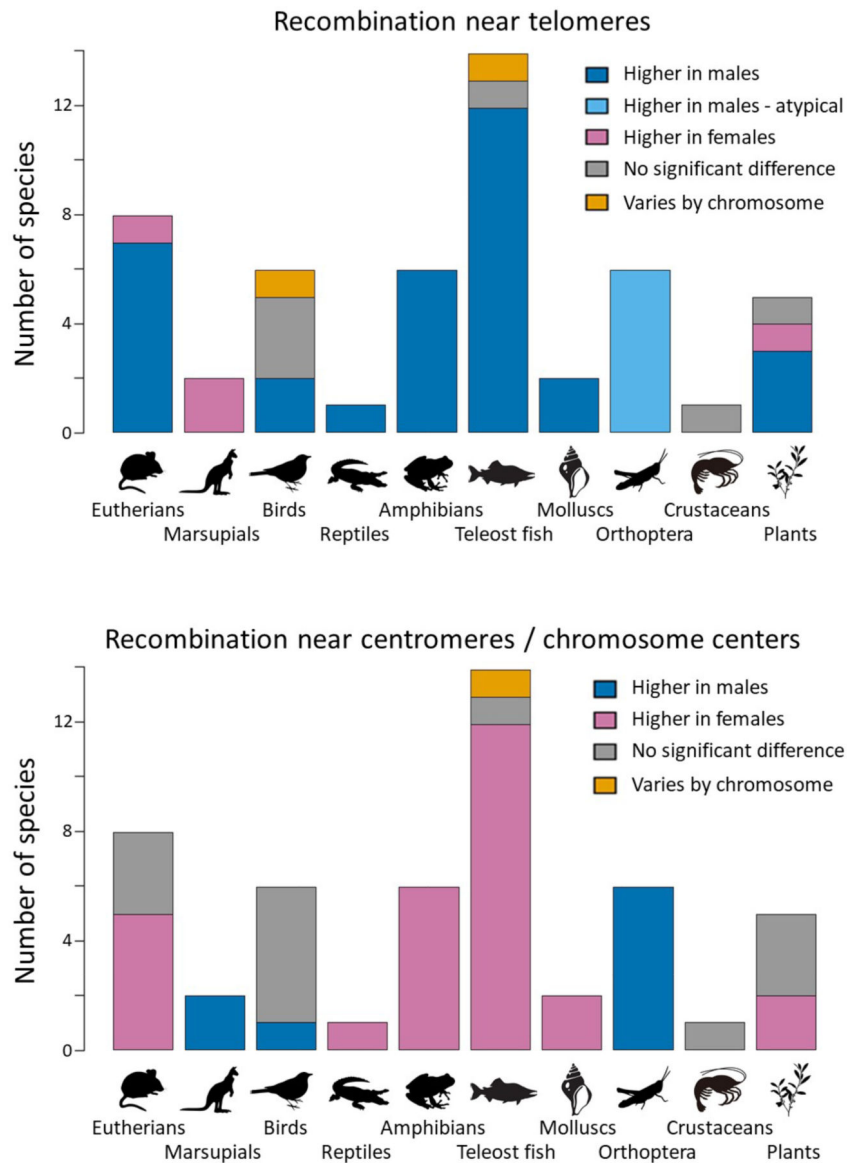 Recombination near telomeres
Number of species
12
8
4
0
Higher in males
Higher in males - atypical
Higher in females
No significant difference
Varies by chromosome
Eutherians Birds Amphibians Molluscs Crustaceans
Marsupials Reptiles Teleost fish Orthoptera Plants
Recombination near centromeres / chromosome centers
Number of species
12
8
4
0
Higher in males
Higher in females
No significant difference
Varies by chromosome
Eutherians Birds Amphibians Molluscs Crustaceans
Marsupials Reptiles Teleost fish Orthoptera Plants